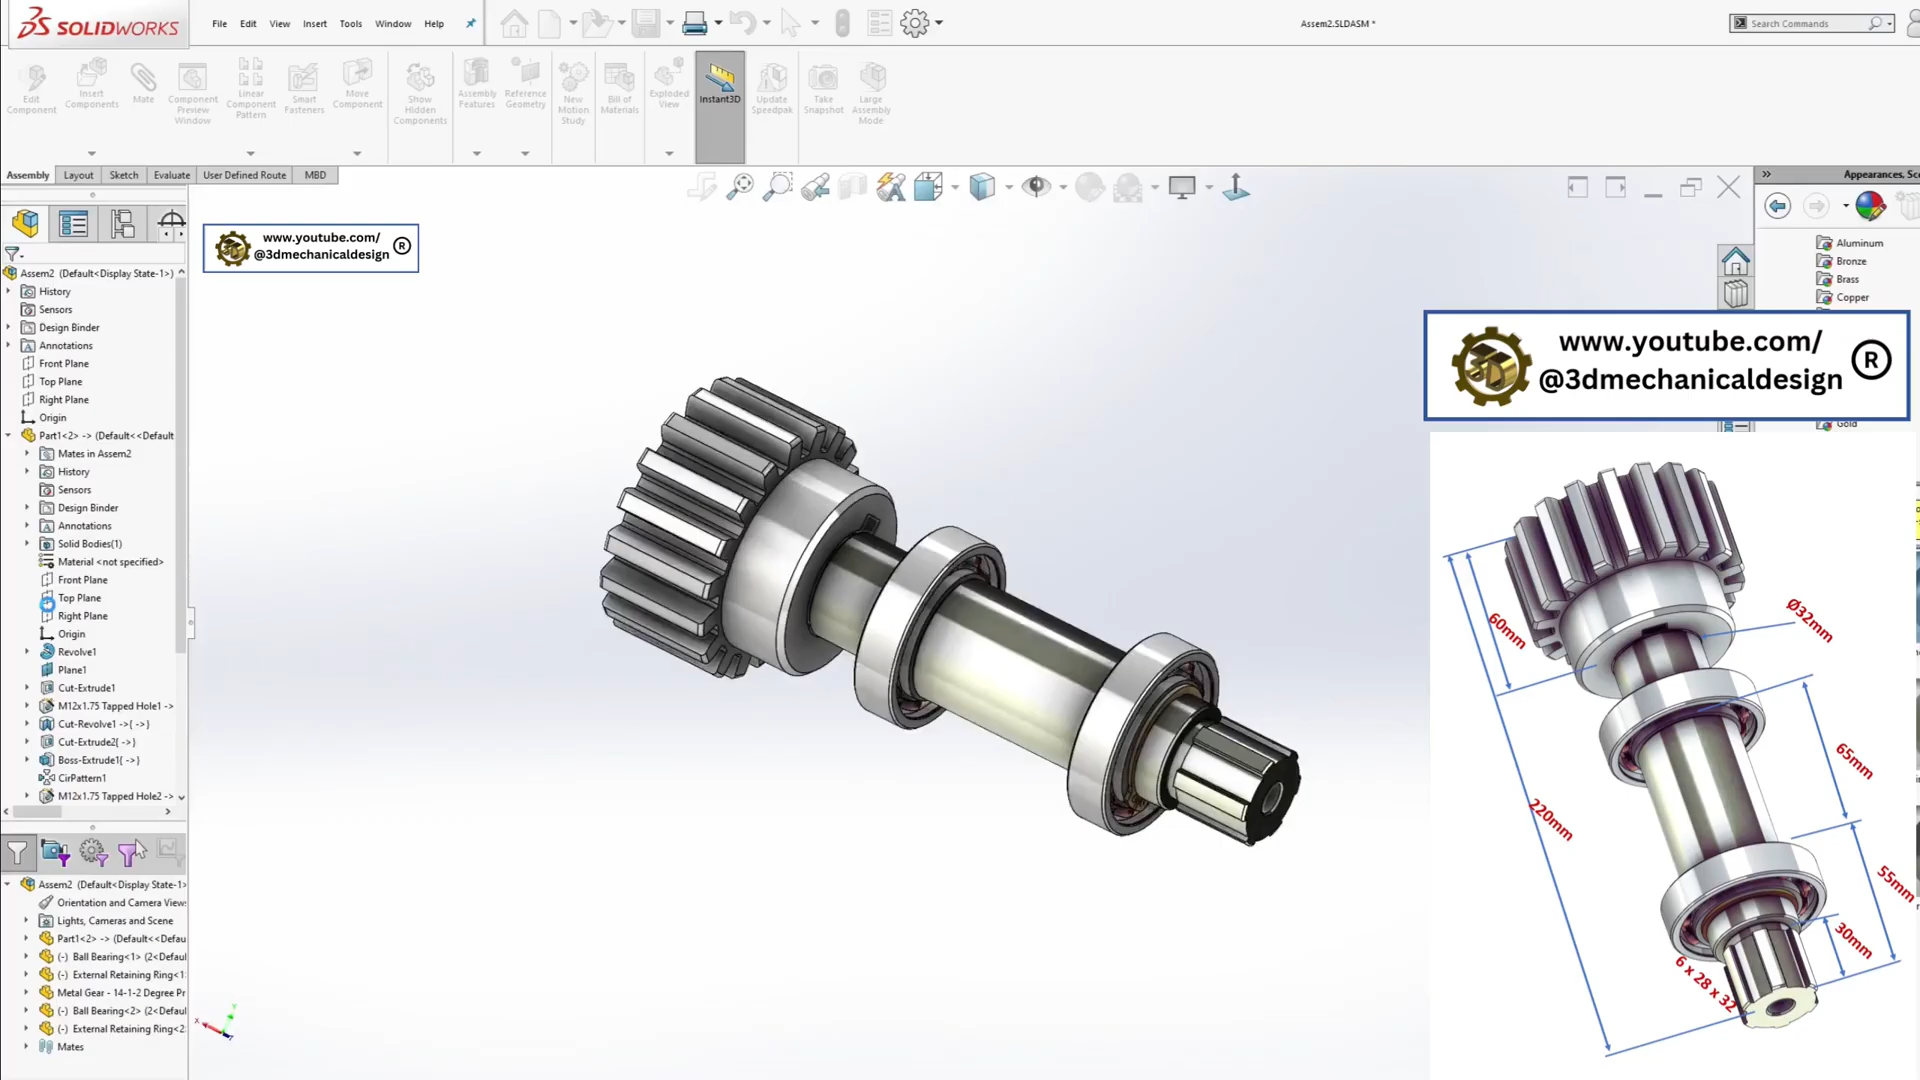 SOLIDWORKS
File Edit View Insert Tools Window Help
Assem2.SLDASM *
Search Commands
Edit Component
Insert Components
Mate
Component Preview Window
Linear Component Pattern
Smart Fasteners
Move Component
Show Hidden Components
Assembly Features
Reference Geometry
New Motion Study
Bill of Materials
Exploded View
Instant3D
Update Speedpak
Take Snapshot
Large Assembly Mode
Assembly Layout Sketch Evaluate User Defined Route MBD
Appearances, Sce
www.youtube.com/
@3dmechanicaldesign
®
Aluminum
Bronze
Brass
Copper
www.youtube.com/
@3dmechanicaldesign
®
Gold
Assem2 (Default<Display State-1>)
History
Sensors
Design Binder
Annotations
Front Plane
Top Plane
Right Plane
Origin
Part1<2> -> (Default<<Default
Mates in Assem2
History
Sensors
Design Binder
Annotations
Solid Bodies(1)
Material <not specified>
Front Plane
Top Plane
Right Plane
Origin
Revolve1
Plane1
Cut-Extrude1
M12x1.75 Tapped Hole1 ->
Cut-Revolve1 ->{ ->}
Cut-Extrude2{ ->}
Boss-Extrude1{ ->}
CirPattern1
M12x1.75 Tapped Hole2 ->
Assem2 (Default<Display State-1>
Orientation and Camera View
Lights, Cameras and Scene
Part1<2> -> (Default<<Defau
(-) Ball Bearing<1> (2<Defaul
(-) External Retaining Ring<1
Metal Gear - 14-1-2 Degree Pr
(-) Ball Bearing<2> (2<Defaul
(-) External Retaining Ring<2
Mates
60mm
Ø32mm
65mm
220mm
55mm
30mm
6 x 28 x 32